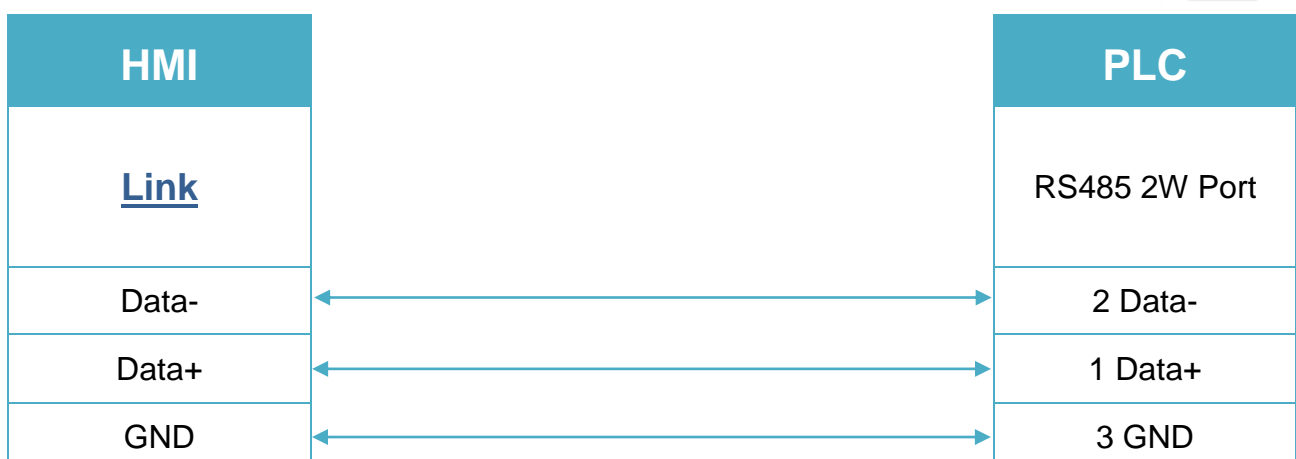 HMI PLC
Link RS485 2W Port
Data- 2 Data-
Data+ 1 Data+
GND 3 GND